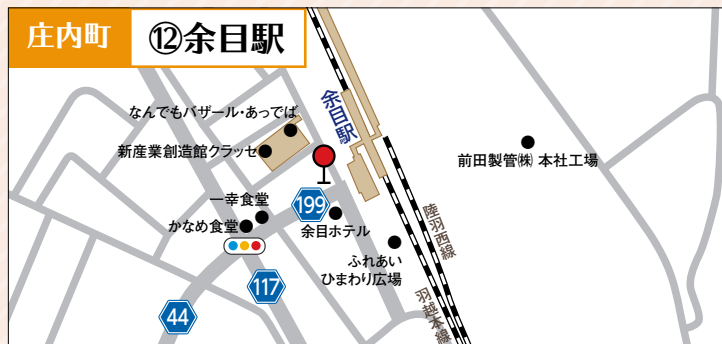 庄内町
⑫余目駅
なんでもバザール・あっでば
新産業創造館クラッセ
余目駅
前田製管㈱ 本社工場
一幸食堂
かなめ食堂
199
余目ホテル
ふれあい
ひまわり広場
陸羽西線
羽越本線
117
44